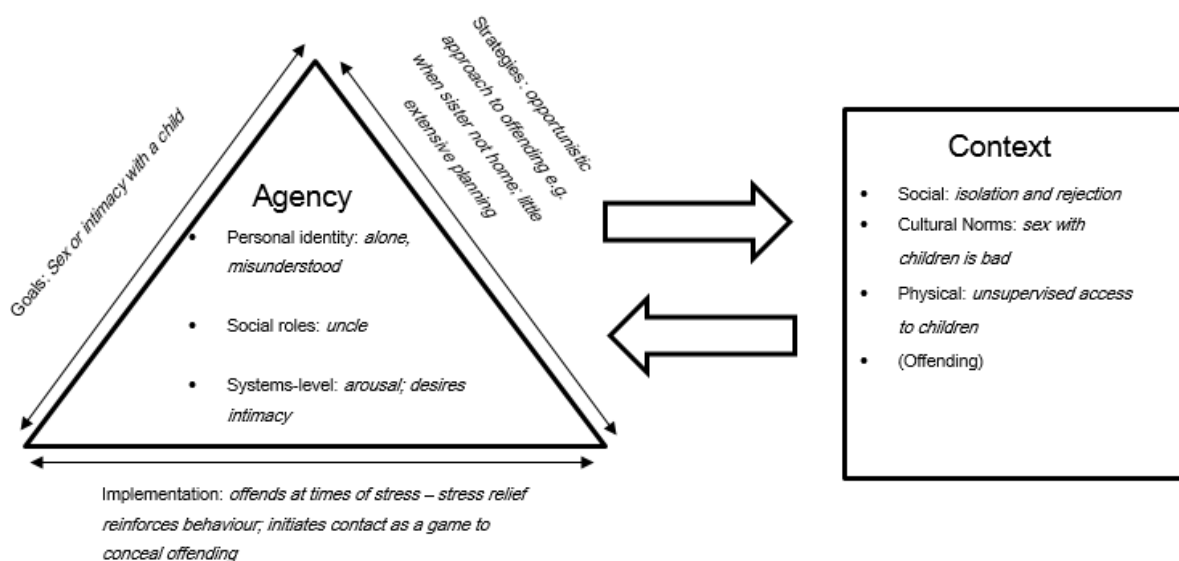 Goals: Sex or intimacy with a child
Strategies: opportunistic
approach to offending e.g.
when sister not home; little
extensive planning
Agency
• Personal identity: alone,
misunderstood
• Social roles: uncle
• Systems-level: arousal; desires
intimacy
Implementation: offends at times of stress – stress relief
reinforces behaviour; initiates contact as a game to
conceal offending
Context
• Social: isolation and rejection
• Cultural Norms: sex with
children is bad
• Physical: unsupervised access
to children
• (Offending)